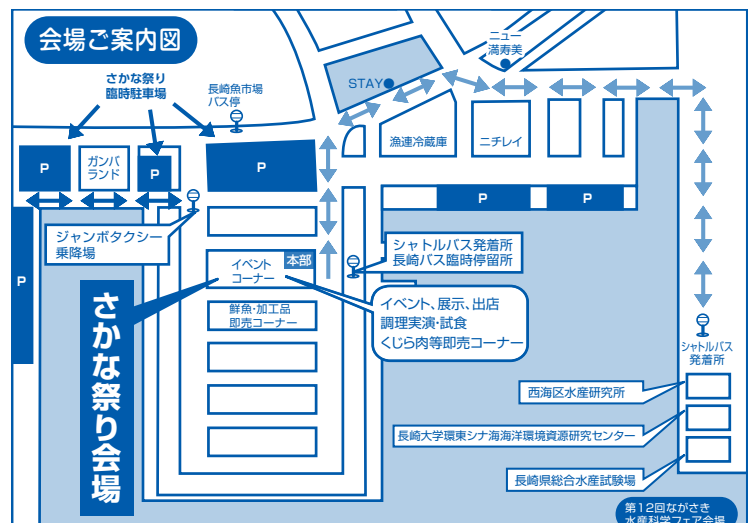 会場ご案内図
さかな祭り
臨時駐車場
長崎魚市場
バス停
ニュー
満寿美
STAY
漁連冷蔵庫
ニチレイ
P
ガンバ
ランド
P
P
P
P
ジャンボタクシー
乗降場
シャトルバス発着所
長崎バス臨時停留所
P
イベント
コーナー
本部
イベント、展示、出店
調理実演・試食
くじら肉等即売コーナー
鮮魚・加工品
即売コーナー
さかな祭り会場
シャトルバス
発着所
西海区水産研究所
長崎大学環東シナ海海洋環境資源研究センター
長崎県総合水産試験場
第12回ながさき
水産科学フェア会場